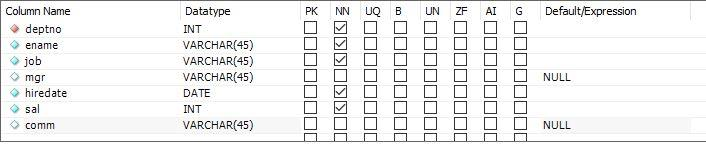 Column Name Datatype PK NN UQ B UN ZF AI G Default/Expression
deptno INT
ename VARCHAR(45)
job VARCHAR(45)
mgr VARCHAR(45) NULL
hiredate DATE
sal INT
comm VARCHAR(45) NULL